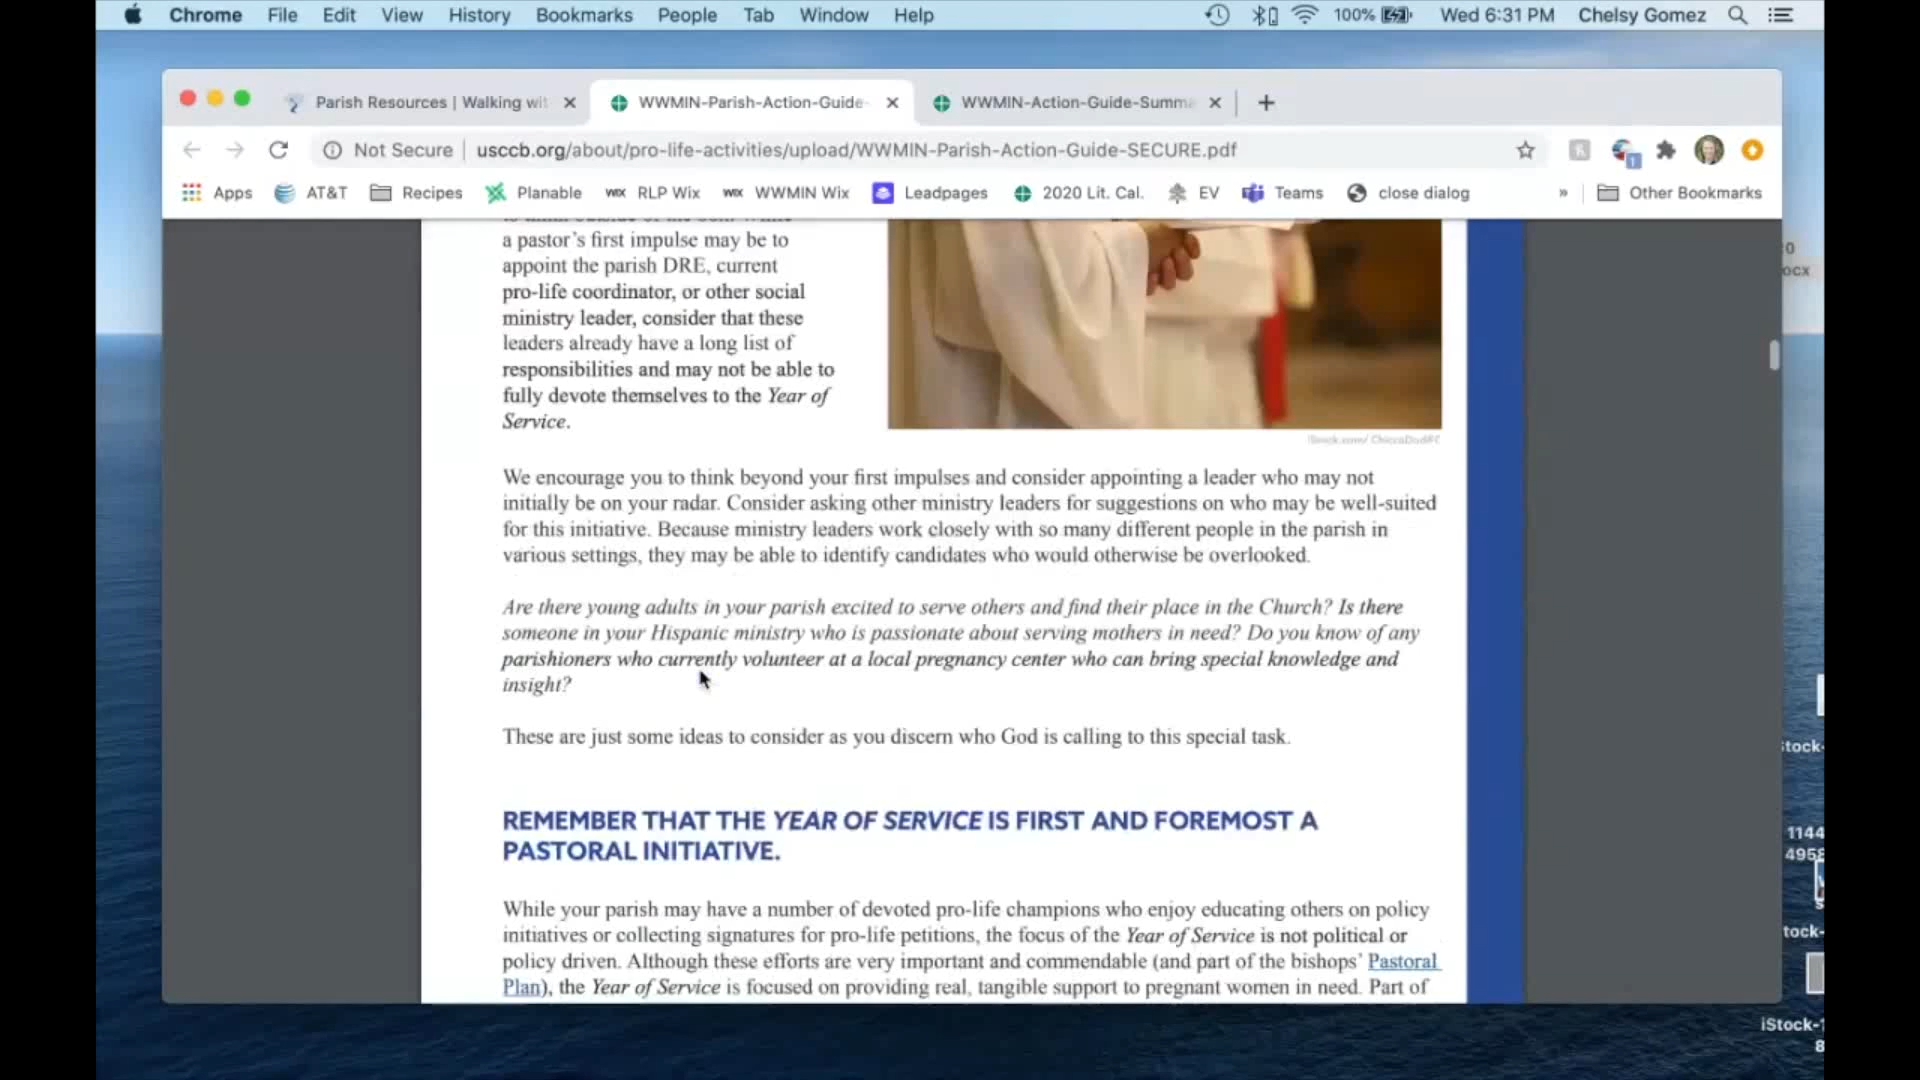 Chrome File Edit View History Bookmarks People Tab Window Help 100% Wed 6:31 PM Chelsy Gomez
Parish Resources | Walking wit WWMIN-Parish-Action-Guide- WWMIN-Action-Guide-Summa
Not Secure usccb.org/about/pro-life-activities/upload/WWMIN-Parish-Action-Guide-SECURE.pdf
Apps AT&T Recipes Planable WIX RLP Wix WIX WWMIN Wix Leadpages 2020 Lit. Cal. EV Teams close dialog » Other Bookmarks
a pastor's first impulse may be to
appoint the parish DRE, current
pro-life coordinator, or other social
ministry leader, consider that these
leaders already have a long list of
responsibilities and may not be able to
fully devote themselves to the Year of
Service.
We encourage you to think beyond your first impulses and consider appointing a leader who may not
initially be on your radar. Consider asking other ministry leaders for suggestions on who may be well-suited
for this initiative. Because ministry leaders work closely with so many different people in the parish in
various settings, they may be able to identify candidates who would otherwise be overlooked.
Are there young adults in your parish excited to serve others and find their place in the Church? Is there
someone in your Hispanic ministry who is passionate about serving mothers in need? Do you know of any
parishioners who currently volunteer at a local pregnancy center who can bring special knowledge and
insight?
These are just some ideas to consider as you discern who God is calling to this special task.
REMEMBER THAT THE YEAR OF SERVICE IS FIRST AND FOREMOST A
PASTORAL INITIATIVE.
While your parish may have a number of devoted pro-life champions who enjoy educating others on policy
initiatives or collecting signatures for pro-life petitions, the focus of the Year of Service is not political or
policy driven. Although these efforts are very important and commendable (and part of the bishops' Pastoral
Plan), the Year of Service is focused on providing real, tangible support to pregnant women in need. Part of
0
ocx
iStock-
1144
4958
tock-
iStock-1
8